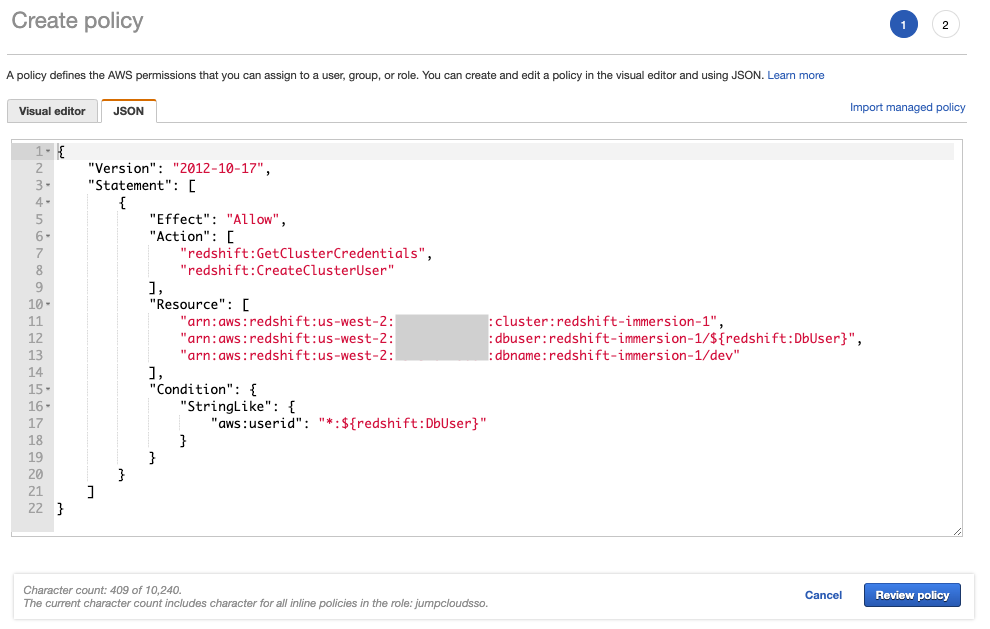 Create policy
1 2
A policy defines the AWS permissions that you can assign to a user, group, or role. You can create and edit a policy in the visual editor and using JSON. Learn more
Visual editor JSON Import managed policy
1 {
2 "Version": "2012-10-17",
3 "Statement": [
4 {
5 "Effect": "Allow",
6 "Action": [
7 "redshift:GetClusterCredentials",
8 "redshift:CreateClusterUser"
9 ],
10 "Resource": [
11 "arn:aws:redshift:us-west-2: :cluster:redshift-immersion-1",
12 "arn:aws:redshift:us-west-2: :dbuser:redshift-immersion-1/${redshift:DbUser}",
13 "arn:aws:redshift:us-west-2: :dbname:redshift-immersion-1/dev"
14 ],
15 "Condition": {
16 "StringLike": {
17 "aws:userid": "*:${redshift:DbUser}"
18 }
19 }
20 }
21 ]
22 }
Character count: 409 of 10,240.
The current character count includes character for all inline policies in the role: jumpcloudsso.
Cancel Review policy